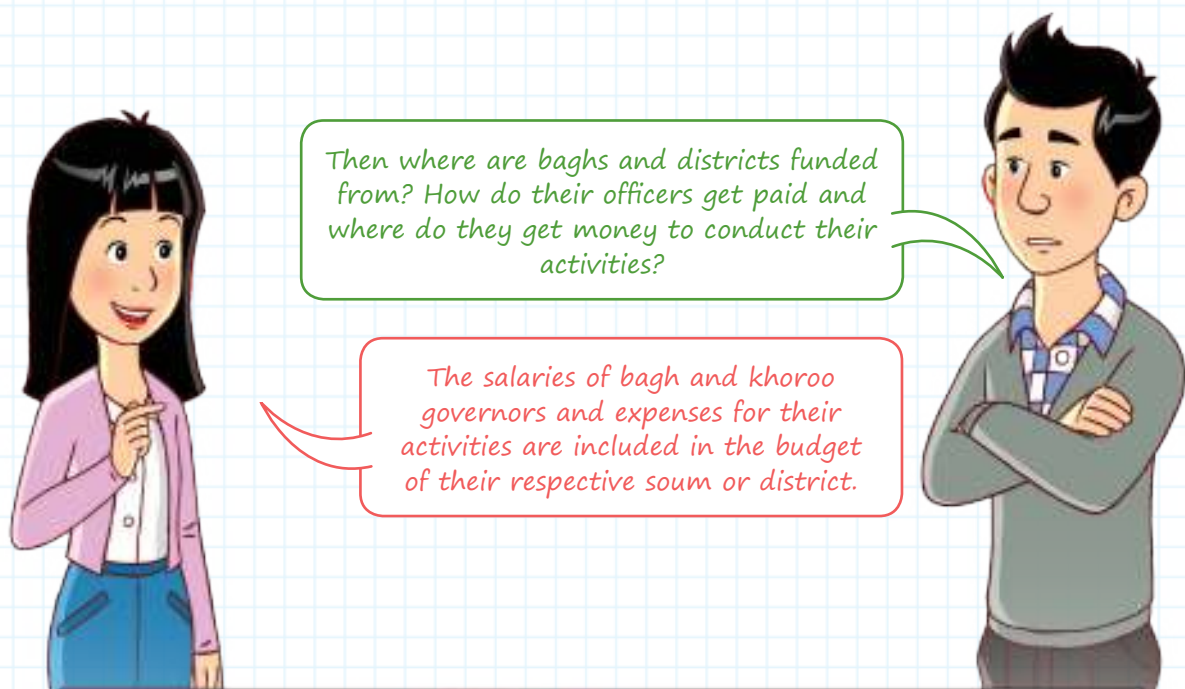 Then where are baghs and districts funded
from? How do their officers get paid and
where do they get money to conduct their
activities?
The salaries of bagh and khoroo
governors and expenses for their
activities are included in the budget
of their respective soum or district.